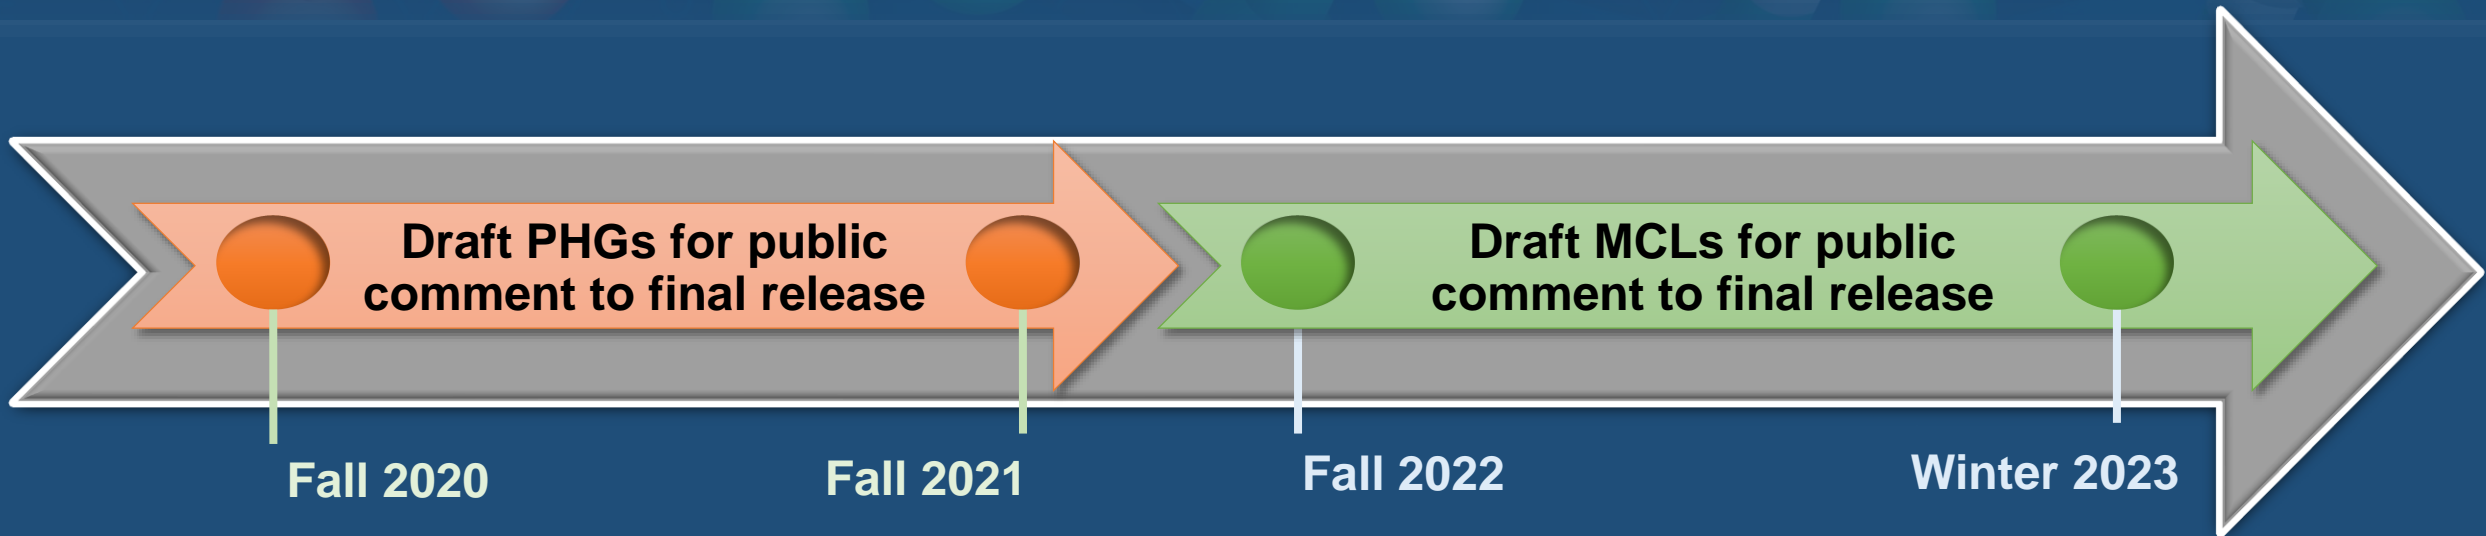 Draft PHGs for public
comment to final release
Draft MCLs for public
comment to final release
Fall 2020
Fall 2021
Fall 2022
Winter 2023